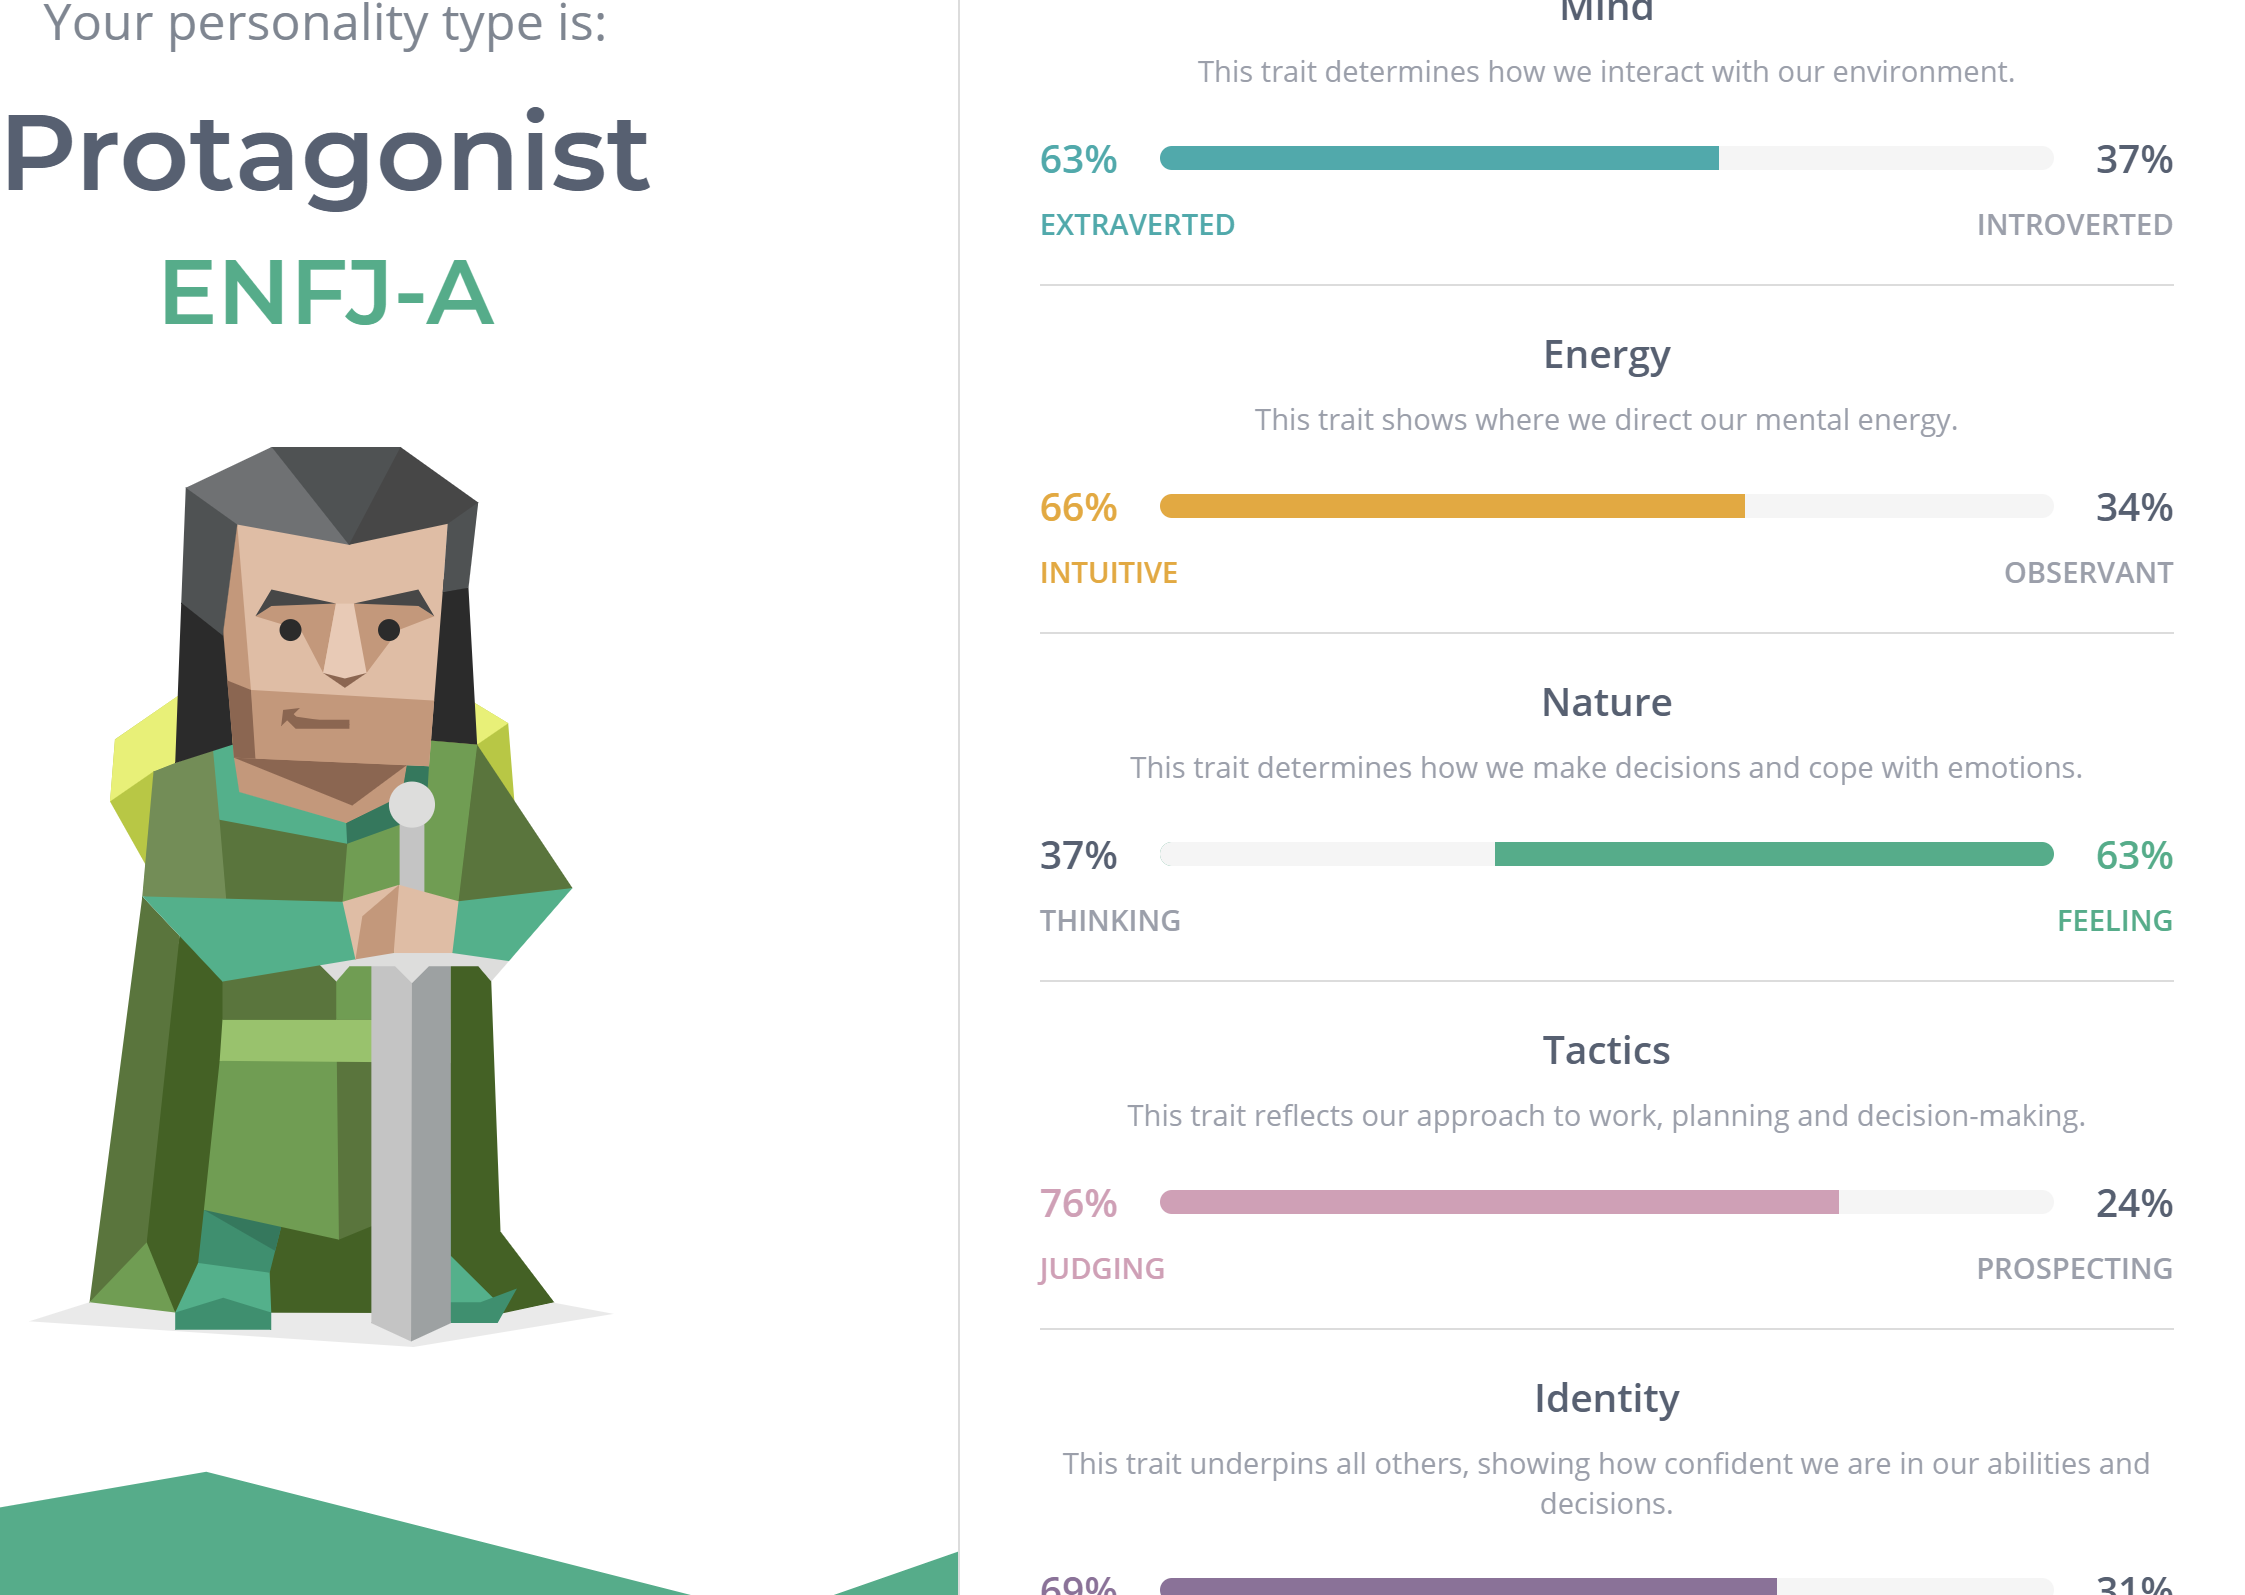 Your personality type is:
Protagonist
ENFJ-A
Mind
This trait determines how we interact with our environment.
63% 37%
EXTRAVERTED INTROVERTED
Energy
This trait shows where we direct our mental energy.
66% 34%
INTUITIVE OBSERVANT
Nature
This trait determines how we make decisions and cope with emotions.
37% 63%
THINKING FEELING
Tactics
This trait reflects our approach to work, planning and decision-making.
76% 24%
JUDGING PROSPECTING
Identity
This trait underpins all others, showing how confident we are in our abilities and
decisions.
69% 31%